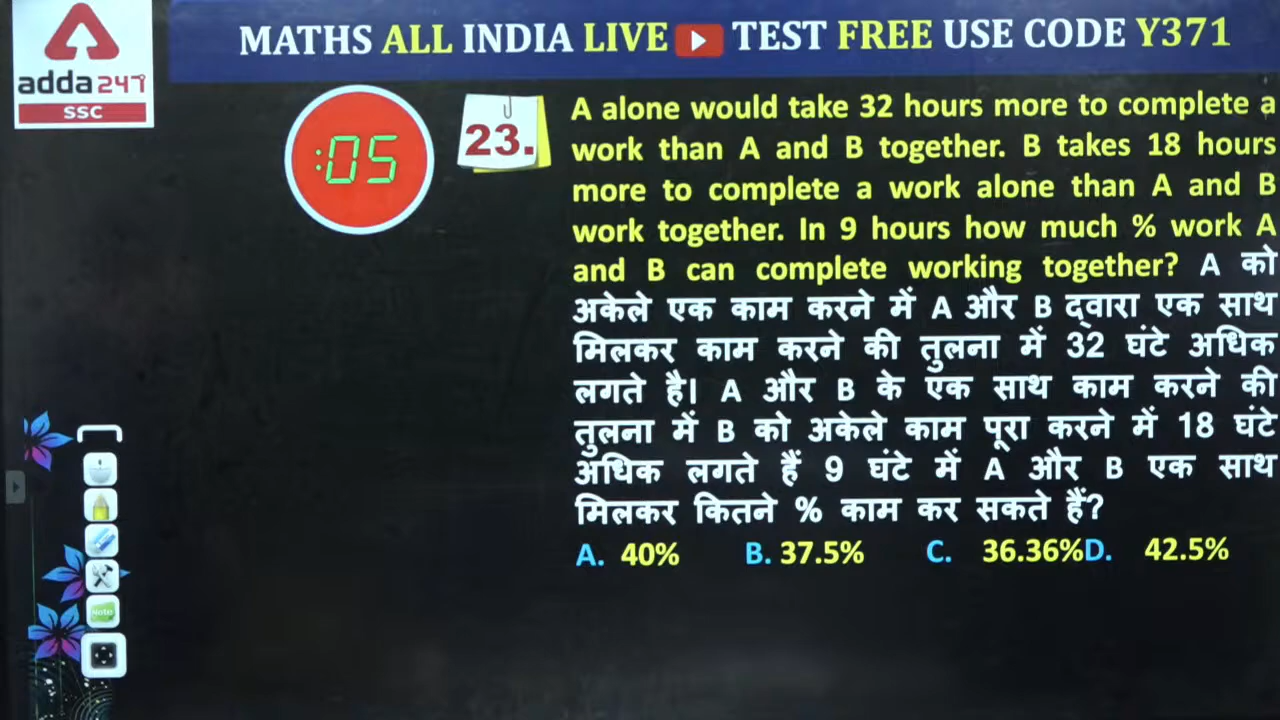 MATHS ALL INDIA LIVE TEST FREE USE CODE Y371
adda 247
SSC
:05
23.
A alone would take 32 hours more to complete a
work than A and B together. B takes 18 hours
more to complete a work alone than A and B
work together. In 9 hours how much % work A
and B can complete working together? A को
अकेले एक काम करने में A और B द्वारा एक साथ
मिलकर काम करने की तुलना में 32 घंटे अधिक
लगते है। A और B के एक साथ काम करने की
तुलना में B को अकेले काम पूरा करने में 18 घंटे
अधिक लगते हैं 9 घंटे में A और B एक साथ
मिलकर कितने % काम कर सकते हैं?
A. 40% B. 37.5% C. 36.36%D. 42.5%
Note